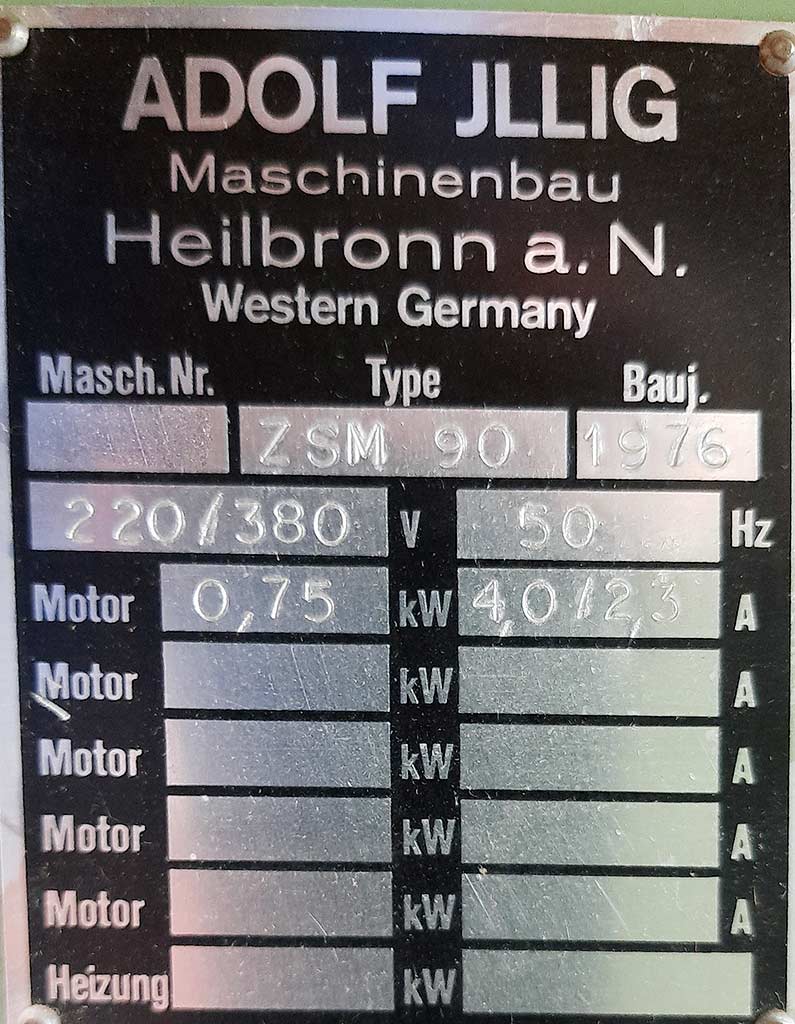 ADOLF JLLIG
Maschinenbau
Heilbronn a. N.
Western Germany
Masch. Nr. Type Bauj.
ZSM 90 1976
220/380 V 50 Hz
Motor 0,75 kW 4,0/2,3 A
Motor kW A
Motor kW A
Motor kW A
Motor kW A
Heizung kW